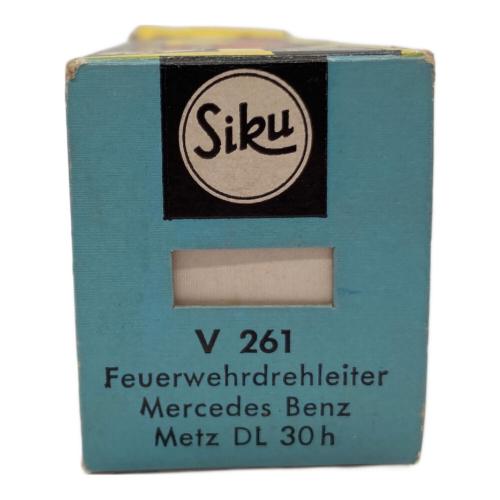 Siku
V 261
Feuerwehrdrehleiter
Mercedes Benz
Metz DL 30 h